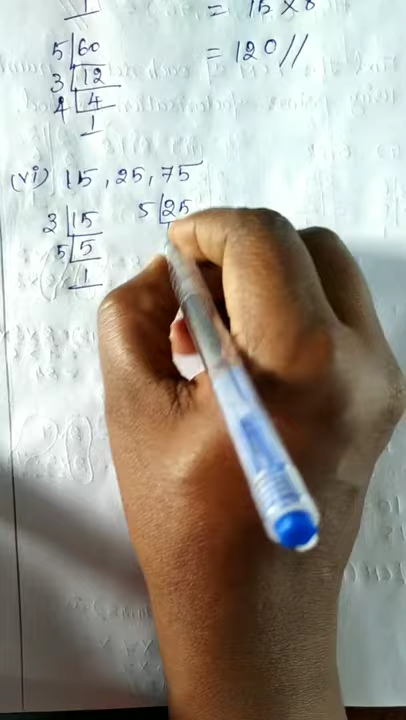 1 = 15 × 8
5 60 = 120//
3 12
4 4
1
(vi) 15, 25, 75
3 15 5 25
5 5
1